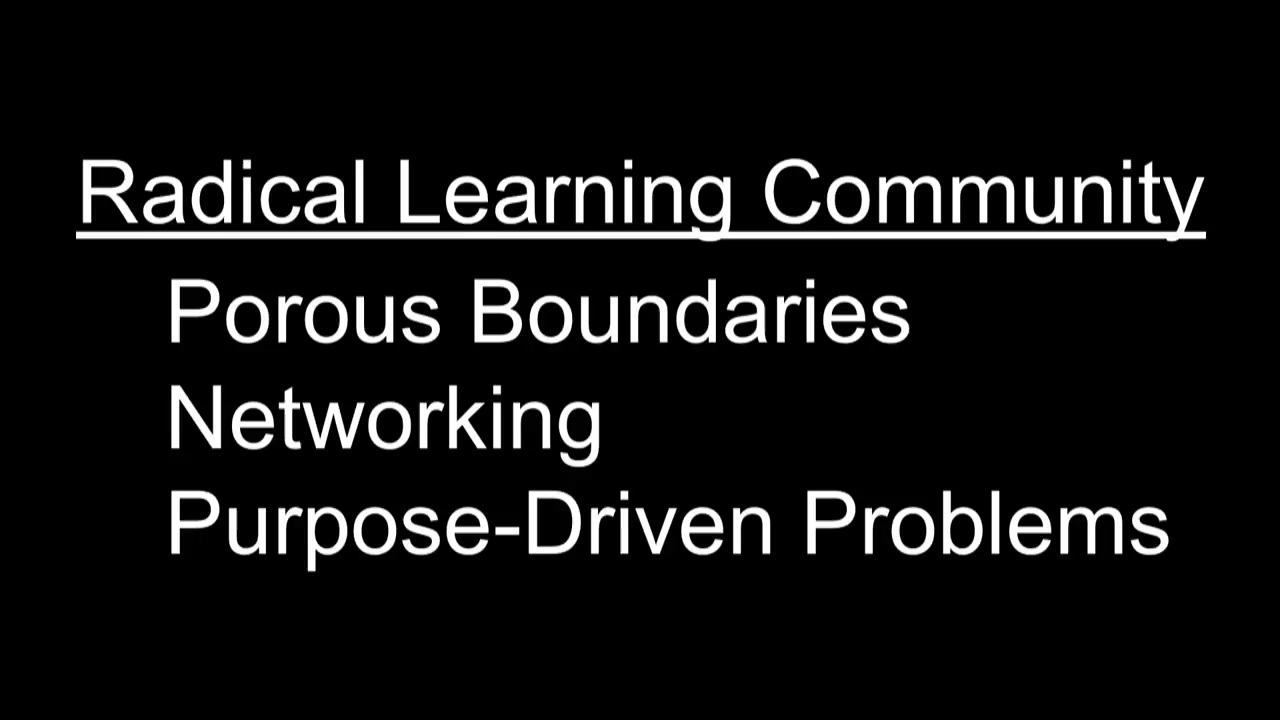 Radical Learning Community
Porous Boundaries
Networking
Purpose-Driven Problems